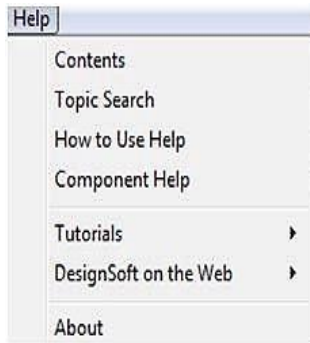 Help
Contents
Topic Search
How to Use Help
Component Help
Tutorials
DesignSoft on the Web
About